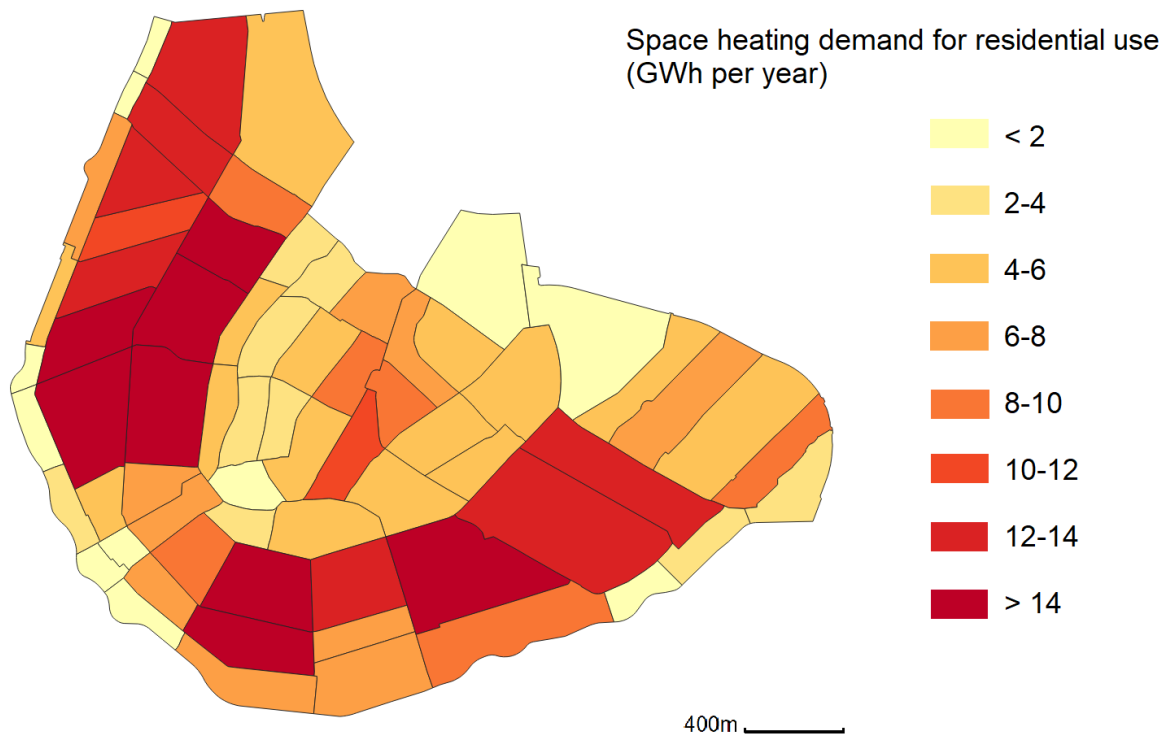 Space heating demand for residential use
(GWh per year)
< 2
2-4
4-6
6-8
8-10
10-12
12-14
> 14
400m